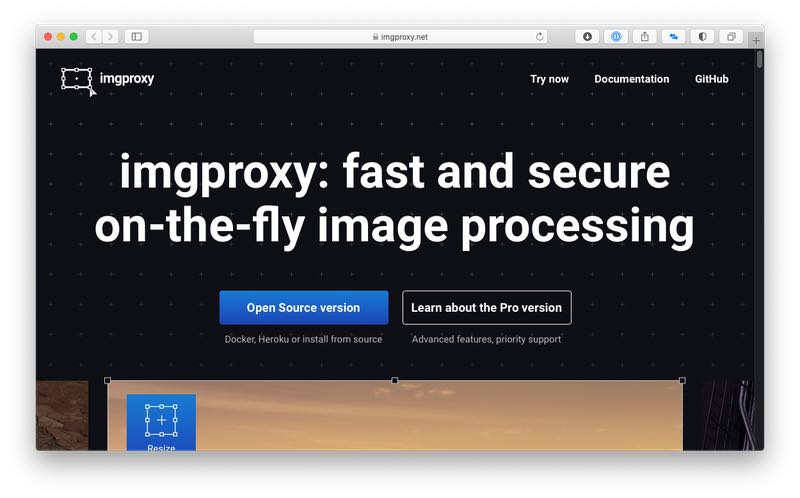 imgproxy.net
imgproxy
Try now
Documentation
GitHub
imgproxy: fast and secure
on-the-fly image processing
Open Source version
Learn about the Pro version
Docker, Heroku or install from source
Advanced features, priority support
Resize